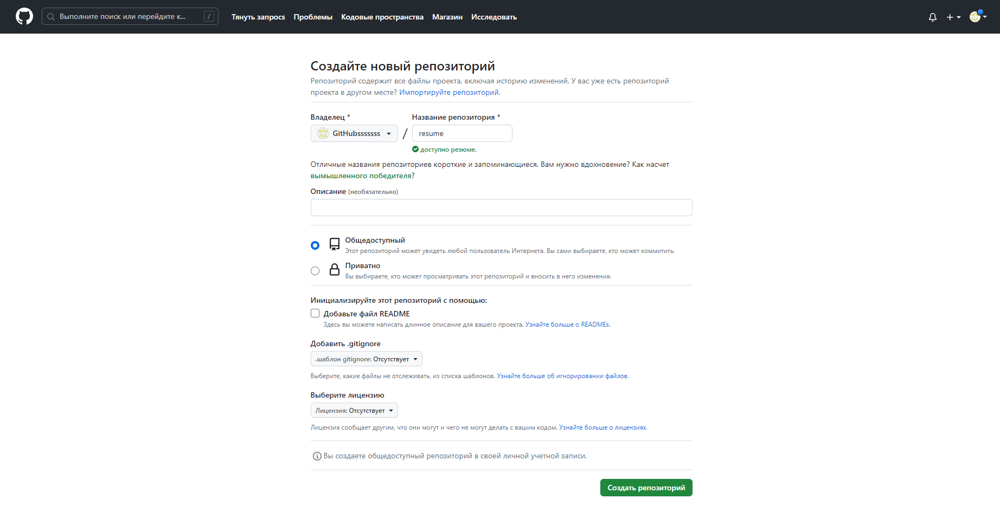 Выполните поиск или перейдите к... /
Тянуть запрос Проблемы Кодовые пространства Магазин Исследовать
Создайте новый репозиторий
Репозиторий содержит все файлы проекта, включая историю изменений. У вас уже есть репозиторий
проекта в другом месте? Импортируйте репозиторий.
Владелец * Название репозитория *
GitHubsssssss / resume
доступно резюме.
Отличные названия репозиториев короткие и запоминающиеся. Вам нужно вдохновение? Как насчет
вымышленного победителя?
Описание (необязательно)
Общедоступный
Этот репозиторий может увидеть любой пользователь Интернета. Вы сами выбираете, кто может коммитить.
Приватно
Вы выбираете, кто может просматривать этот репозиторий и вносить в него изменения.
Инициализируйте этот репозиторий с помощью:
Добавьте файл README
Здесь вы можете написать длинное описание для вашего проекта. Узнайте больше о READMEs.
Добавить .gitignore
.шаблон gitignore: Отсутствует
Выберите, какие файлы не отслеживать, из списка шаблонов. Узнайте больше об игнорировании файлов.
Выберите лицензию
Лицензия: Отсутствует
Лицензия сообщает другим, что они могут и чего не могут делать с вашим кодом. Узнайте больше о лицензиях.
Вы создаете общедоступный репозиторий в своей личной учетной записи.
Создать репозиторий